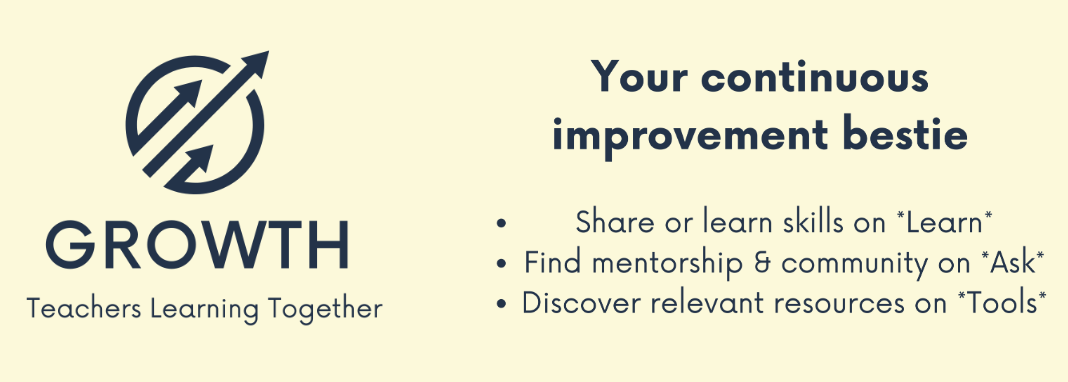 GROWTH
Teachers Learning Together
Your continuous
improvement bestie
• Share or learn skills on *Learn*
• Find mentorship & community on *Ask*
• Discover relevant resources on *Tools*